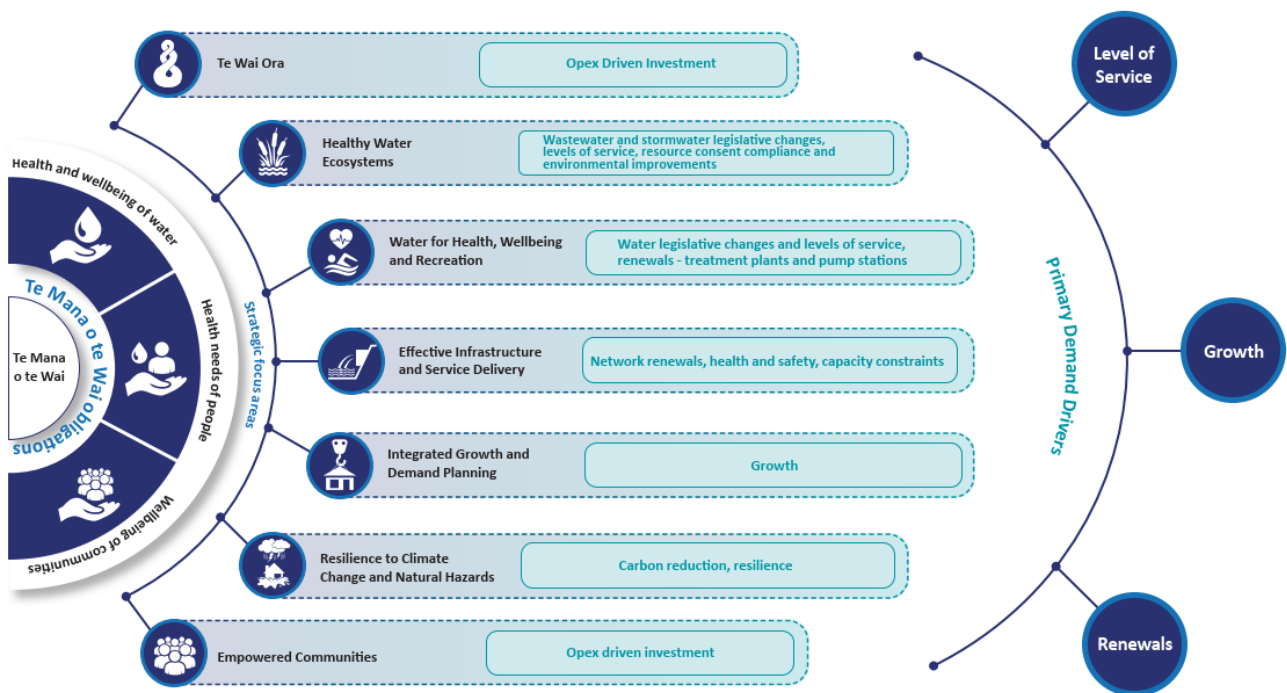 Te Mana
o te Wai
Te Mana o te Wai obligations
Health and wellbeing of water
Health needs of people
Wellbeing of communities
Strategic focus areas
Te Wai Ora
Opex Driven Investment
Healthy Water
Ecosystems
Wastewater and stormwater legislative changes,
levels of service, resource consent compliance and
environmental improvements
Water for Health, Wellbeing
and Recreation
Water legislative changes and levels of service,
renewals - treatment plants and pump stations
Effective Infrastructure
and Service Delivery
Network renewals, health and safety, capacity constraints
Integrated Growth and
Demand Planning
Growth
Resilience to Climate
Change and Natural Hazards
Carbon reduction, resilience
Empowered Communities
Opex driven investment
Primary Demand Drivers
Level of
Service
Growth
Renewals